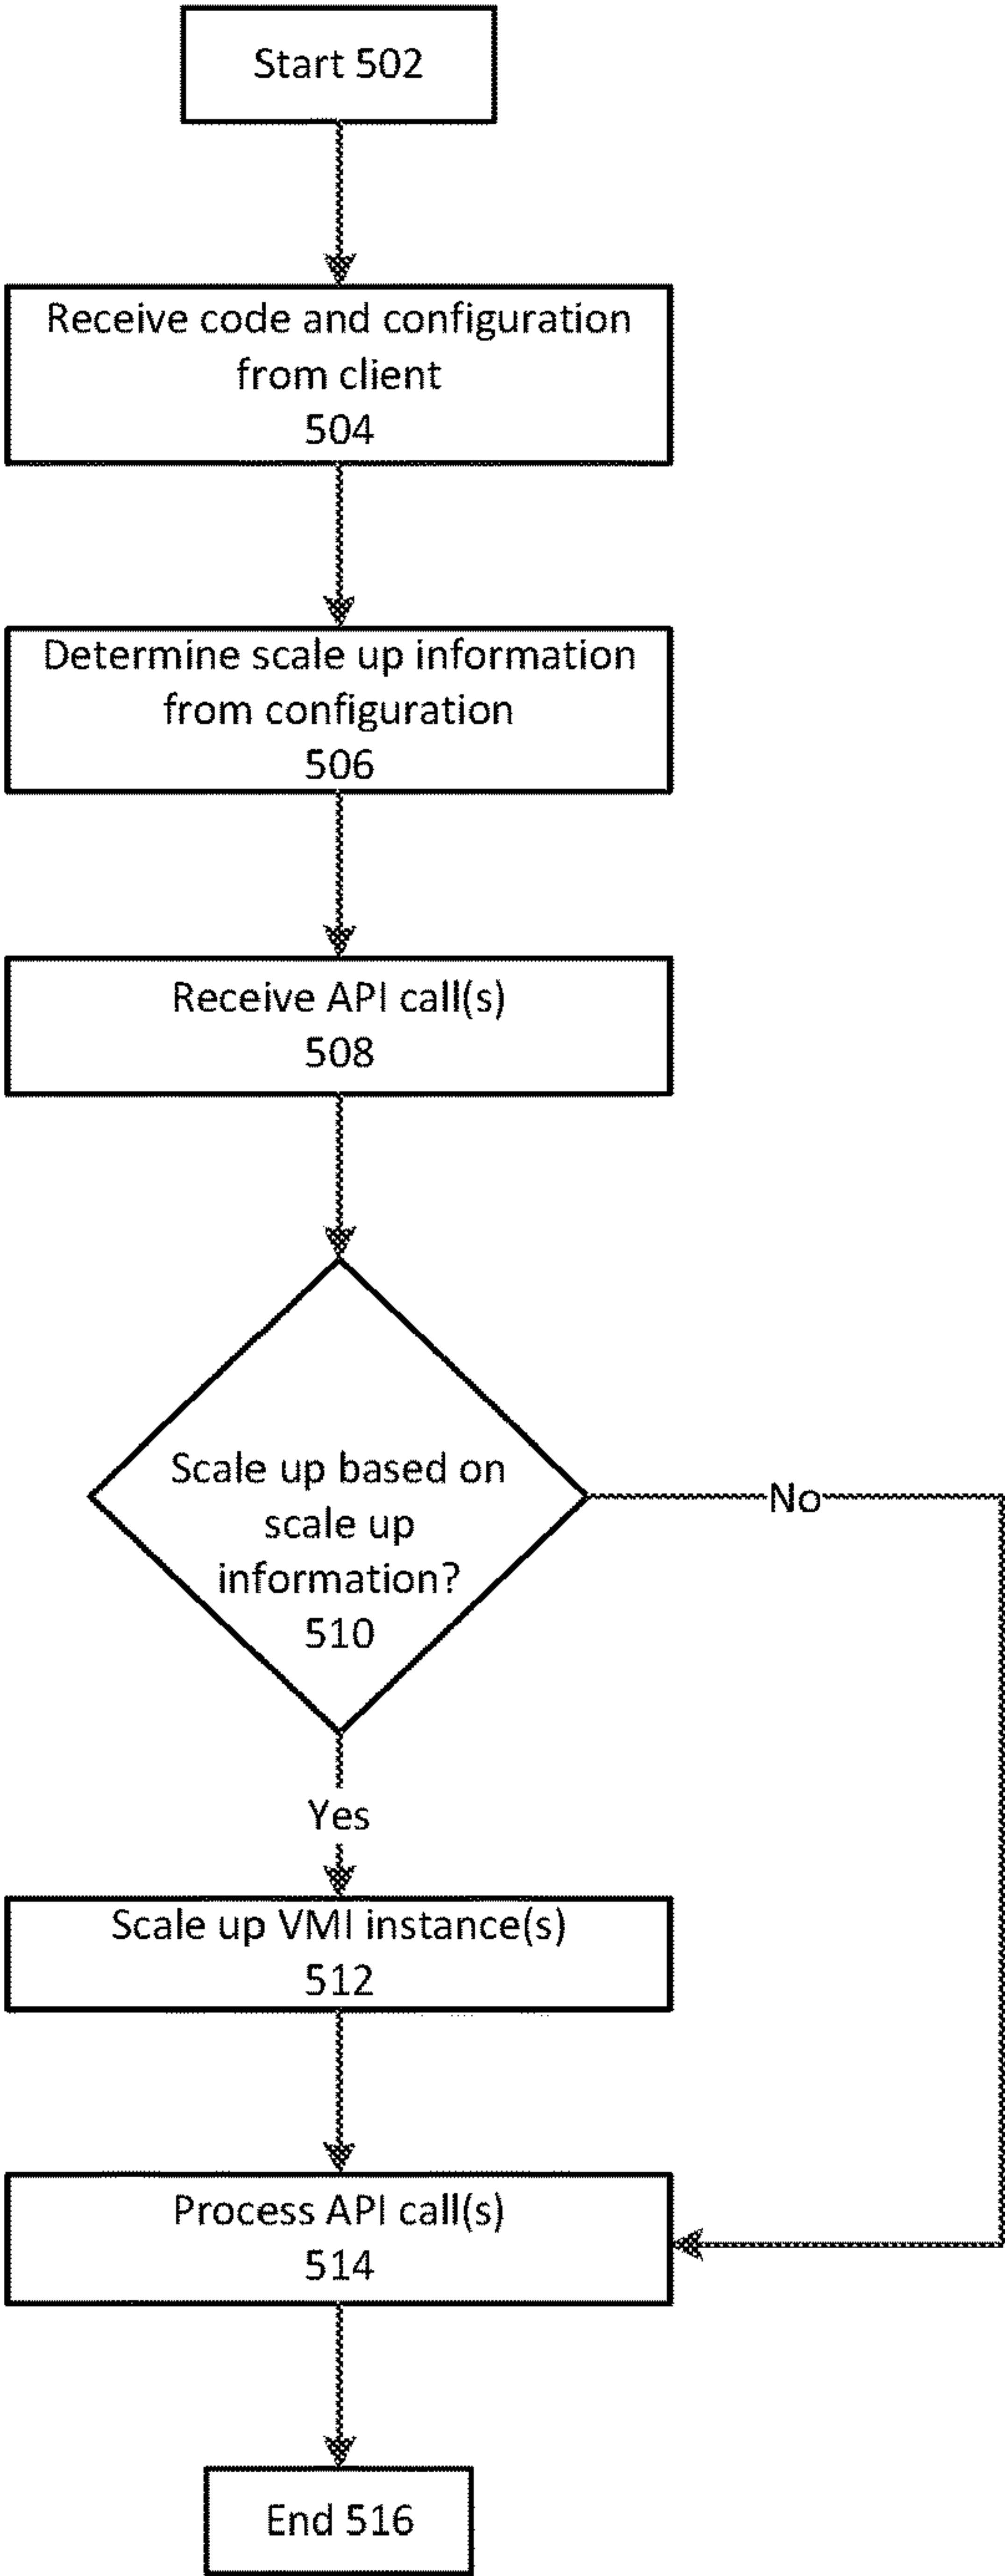 Start 502
Receive code and configuration
from client
504
Determine scale up information
from configuration
506
Receive API call(s)
508
Scale up based on
scale up
information?
510
No
Yes
Scale up VMI instance(s)
512
Process API call(s)
514
End 516